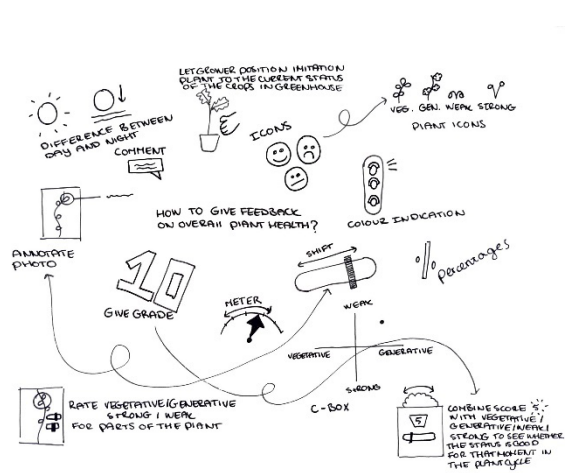 LET GROWER POSITION IMITATION
PLANT TO THE CURRENT STATUS
OF THE CROPS IN GREENHOUSE
DIFFERENCE BETWEEN
DAY AND NIGHT
COMMENT
ICONS
VEG. GEN. WEAK STRONG
PLANT ICONS
HOW TO GIVE FEEDBACK
ON OVERALL PLANT HEALTH?
COLOUR INDICATION
ANNOTATE
PHOTO
10
GIVE GRADE
METER
SHIFT
%
Percentages
WEAK
VEGETATIVE
GENERATIVE
STRONG
C-BOX
RATE VEGETATIVE/GENERATIVE
STRONG / WEAK
FOR PARTS OF THE PLANT
5
COMBINE SCORE 5
WITH VEGETATIVE/
GENERATIVE/WEAK/
STRONG TO SEE WHETHER
THE STATUS IS GOOD
FOR THAT MOMENT IN
THE PLANTCYCLE